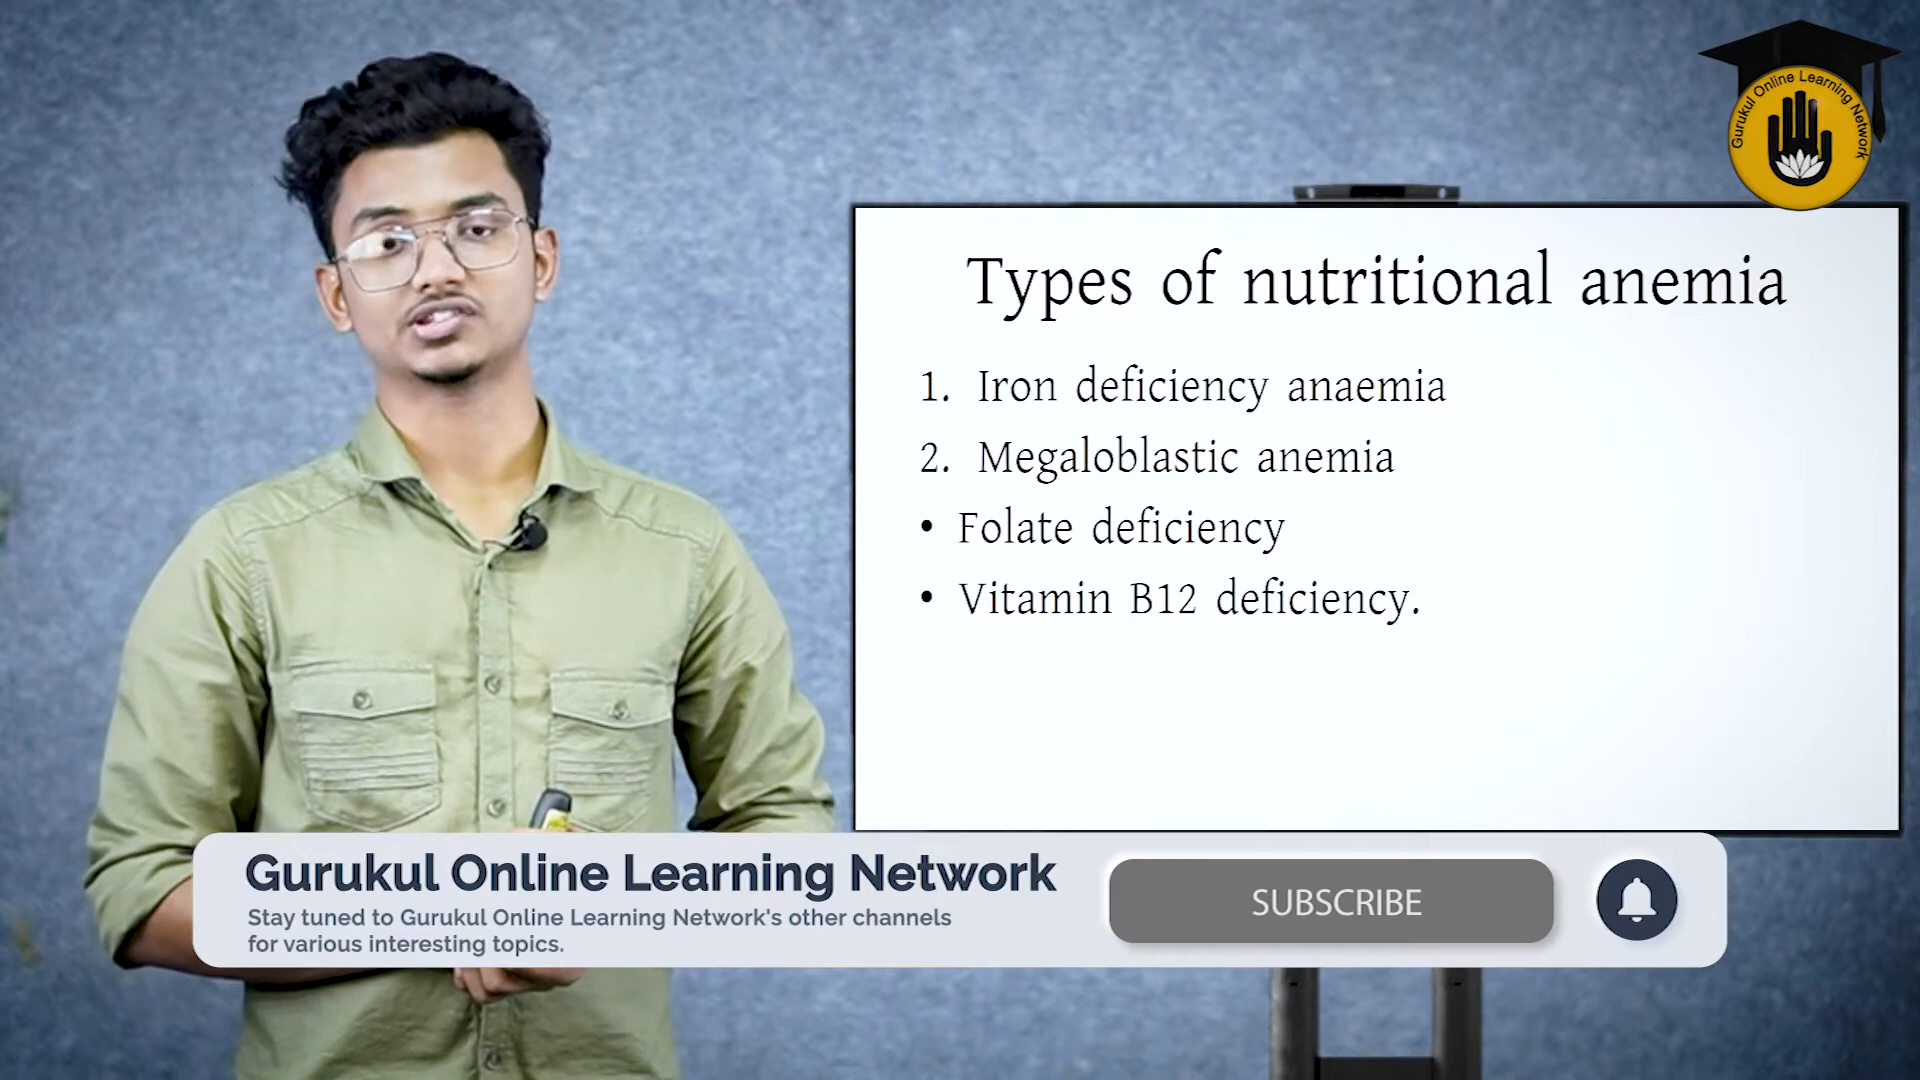 Gurukul Online Learning Network
Types of nutritional anemia
1. Iron deficiency anaemia
2. Megaloblastic anemia
• Folate deficiency
• Vitamin B12 deficiency.
Gurukul Online Learning Network
Stay tuned to Gurukul Online Learning Network's other channels
for various interesting topics.
SUBSCRIBE